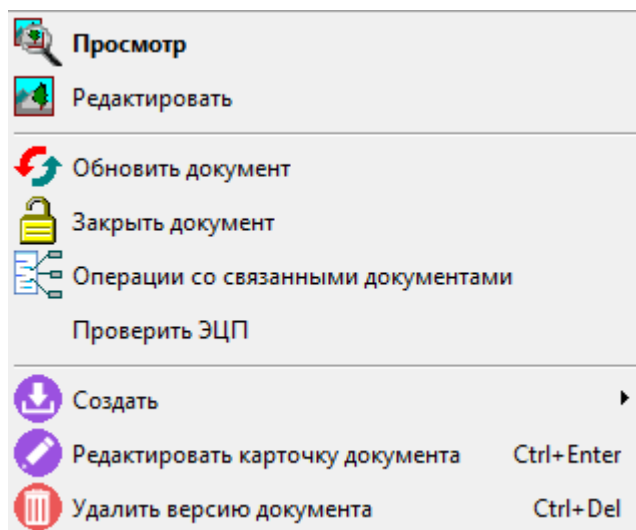 Просмотр
Редактировать
Обновить документ
Закрыть документ
Операции со связанными документами
Проверить ЭЦП
Создать
Редактировать карточку документа Ctrl+Enter
Удалить версию документа Ctrl+Del